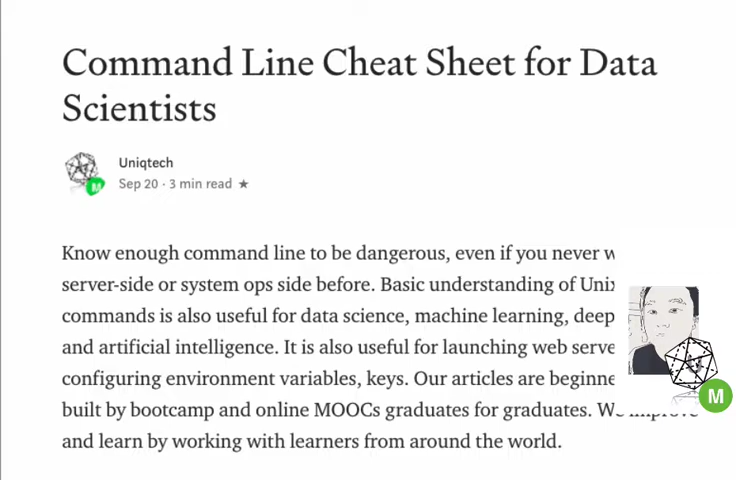 Command Line Cheat Sheet for Data
Scientists
Uniqtech
M
Sep 20 · 3 min read ★
Know enough command line to be dangerous, even if you never
server-side or system ops side before. Basic understanding of
commands is also useful for data science, machine learning, deep
and artificial intelligence. It is also useful for launching web
configuring environment variables, keys. Our articles are
built by bootcamp and online MOOCs graduates for graduates.
M
and learn by working with learners from around the world.